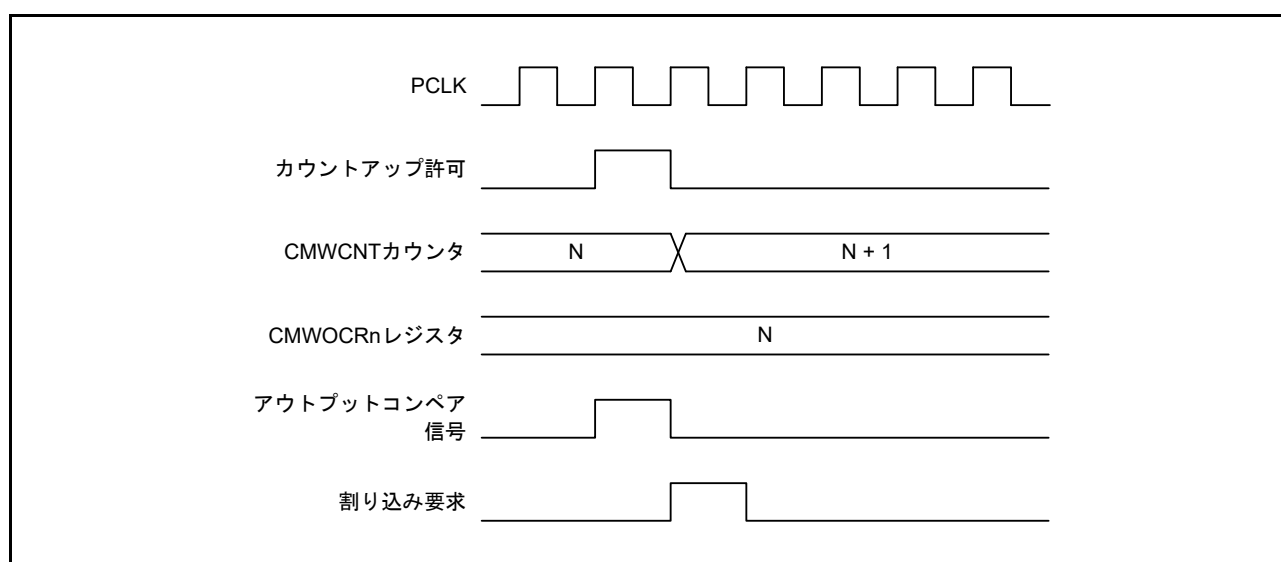 PCLK
カウントアップ許可
CMWCNTカウンタ
N
N + 1
CMWOCRnレジスタ
N
アウトプットコンペア
信号
割り込み要求